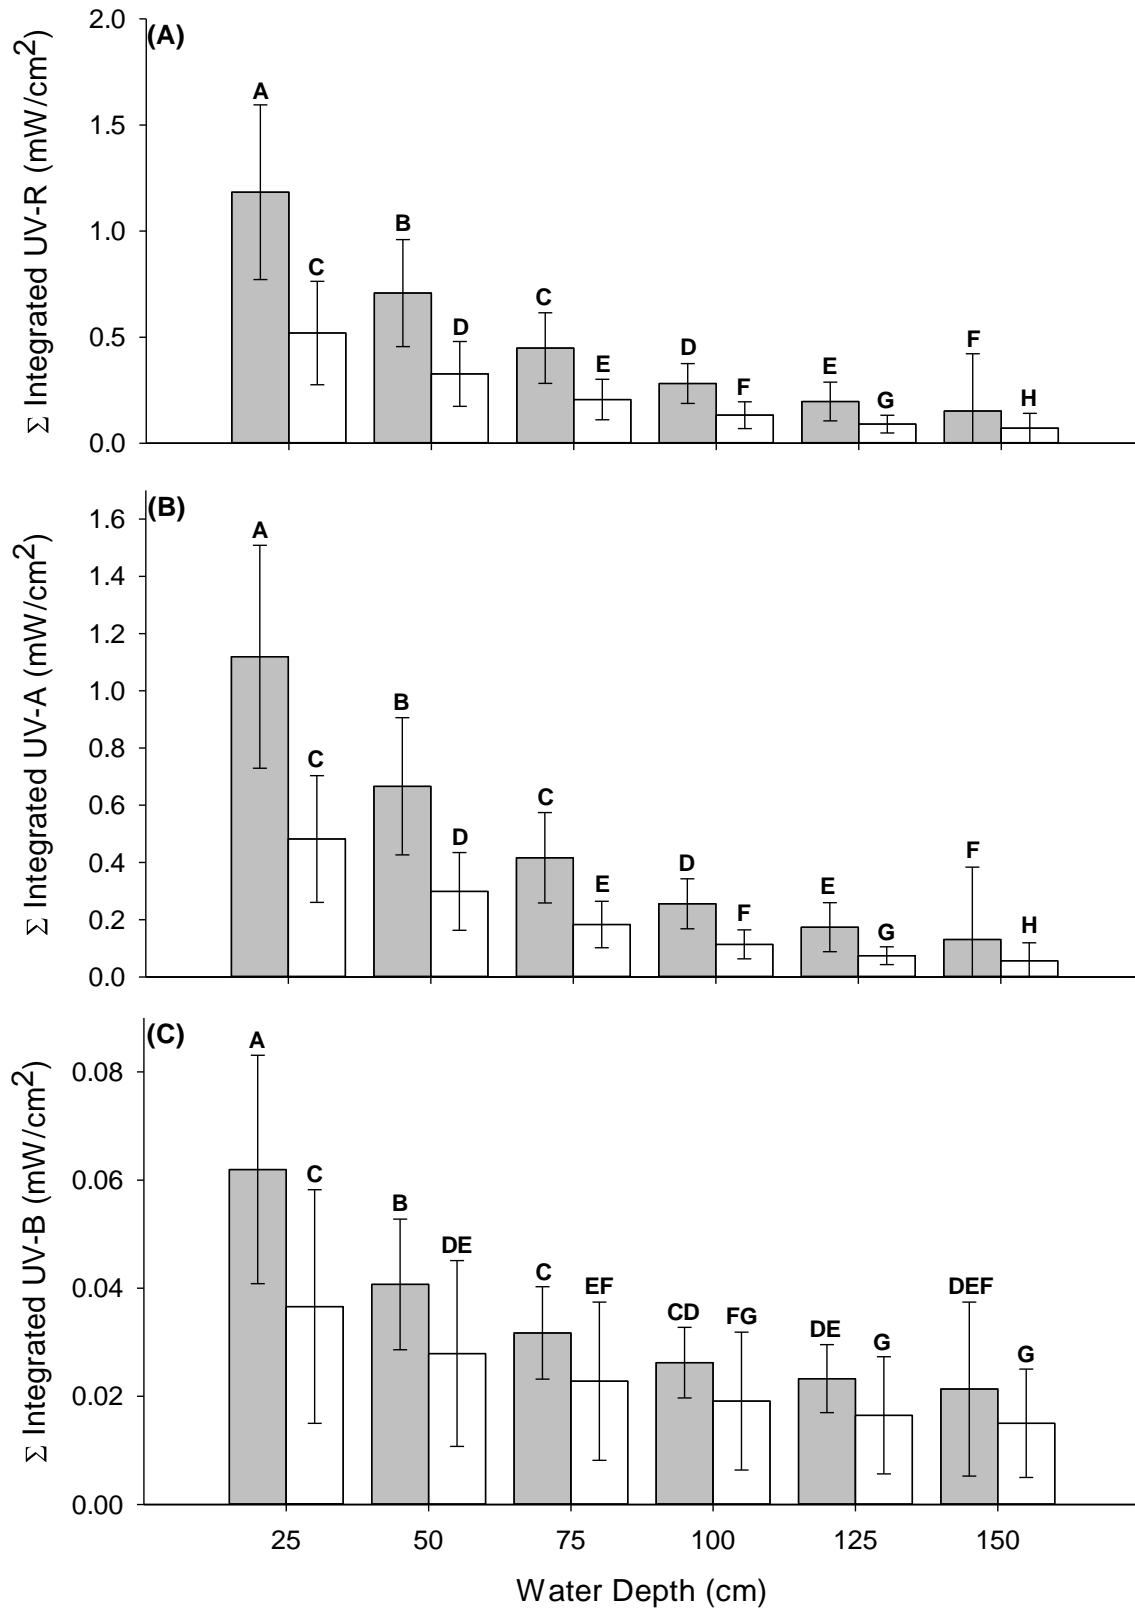 (A)
Σ Integrated UV-R (mW/cm2)
2.0
1.5
1.0
0.5
0.0
A
C
B
D
C
E
D
F
E
G
F
H
(B)
Σ Integrated UV-A (mW/cm2)
1.6
1.4
1.2
1.0
0.8
0.6
0.4
0.2
0.0
A
C
B
D
C
E
D
F
E
G
F
H
(C)
Σ Integrated UV-B (mW/cm2)
0.08
0.06
0.04
0.02
0.00
A
C
B
DE
C
EF
CD
FG
DE
G
DEF
G
25 50 75 100 125 150
Water Depth (cm)